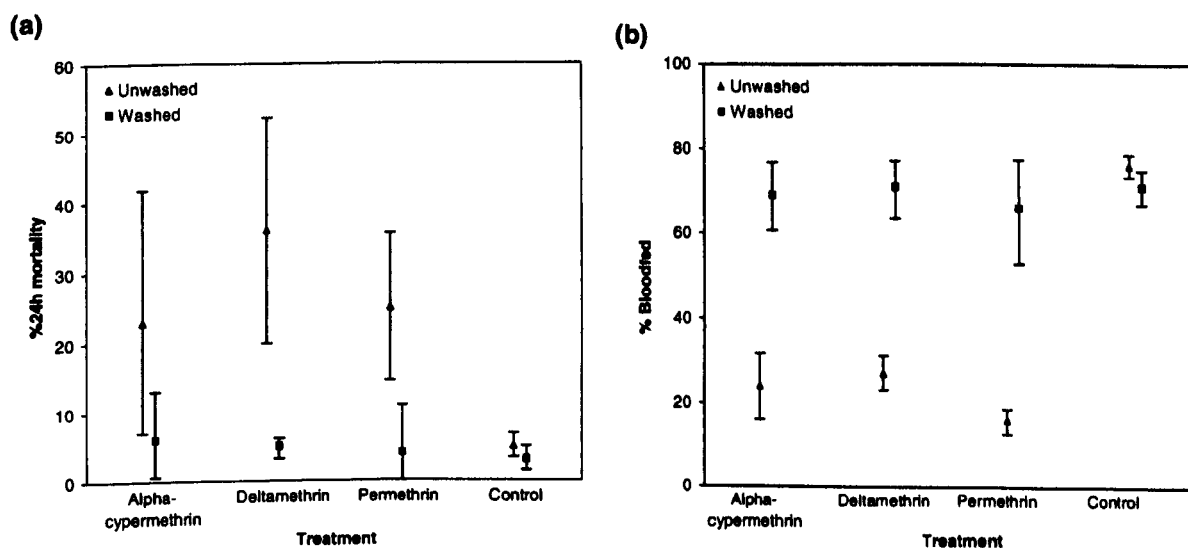 (a)
60
50
40
30
20
10
0
%24h mortality
Unwashed
Washed
Alpha-
cypermethrin
Deltamethrin
Permethrin
Control
Treatment
(b)
100
80
60
40
20
0
% Bloodfed
Unwashed
Washed
Alpha-
cypermethrin
Deltamethrin
Permethrin
Control
Treatment